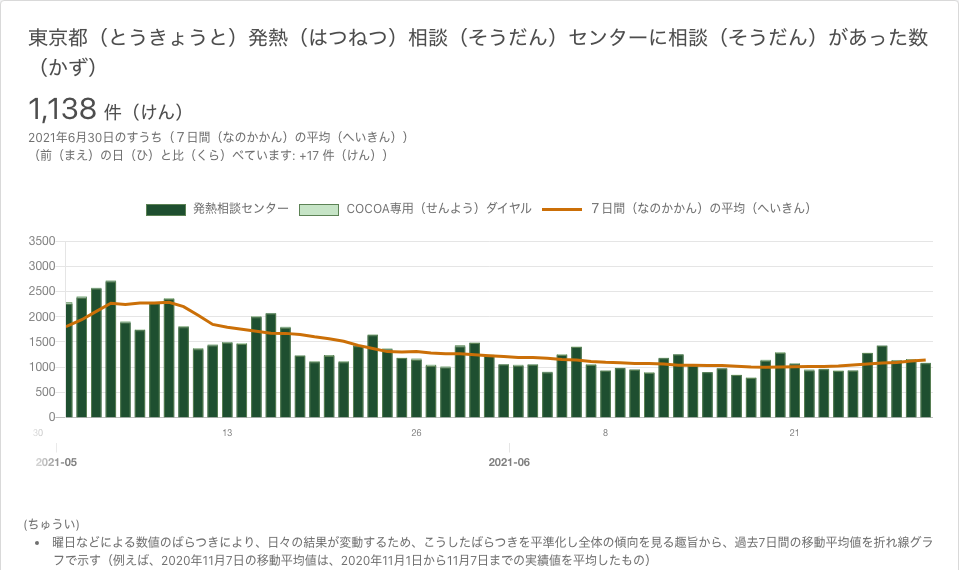 東京都（とうきょうと）発熱（はつねつ）相談（そうだん）センターに相談（そうだん）があった数
（かず）
1,138 件（けん）
2021年6月30日のすうち（７日間（なのかかん）の平均（へいきん））
（前（まえ）の日（ひ）と比（くら）べています: +17 件（けん））
発熱相談センター COCOA専用（せんよう）ダイヤル ７日間（なのかかん）の平均（へいきん）
3500
3000
2500
2000
1500
1000
500
0
30 13 26 8 21
2021-05 2021-06
(ちゅうい)
• 曜日などによる数値のばらつきにより、日々の結果が変動するため、こうしたばらつきを平準化し全体の傾向を見る趣旨から、過去7日間の移動平均値を折れ線グラ
フで示す（例えば、2020年11月7日の移動平均値は、2020年11月1日から11月7日までの実績値を平均したもの）